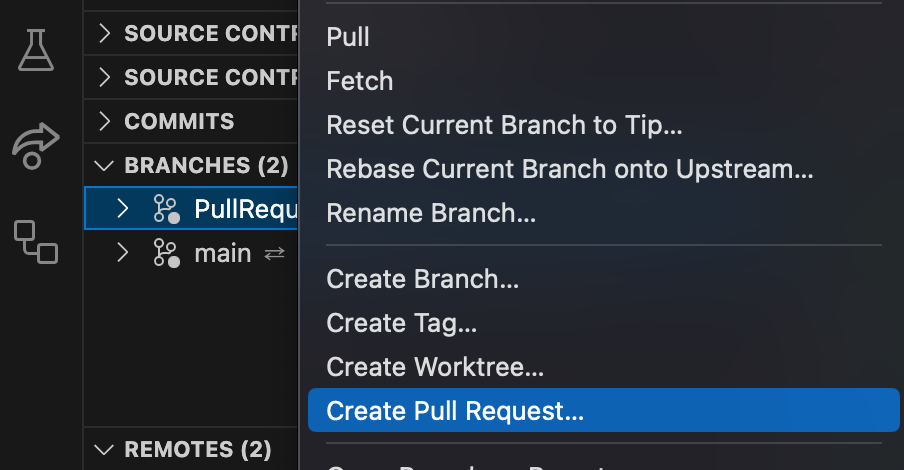 SOURCE CONTR
SOURCE CONTR
COMMITS
BRANCHES (2)
PullRequ
main
REMOTES (2)
Pull
Fetch
Reset Current Branch to Tip...
Rebase Current Branch onto Upstream...
Rename Branch...
Create Branch...
Create Tag...
Create Worktree...
Create Pull Request...